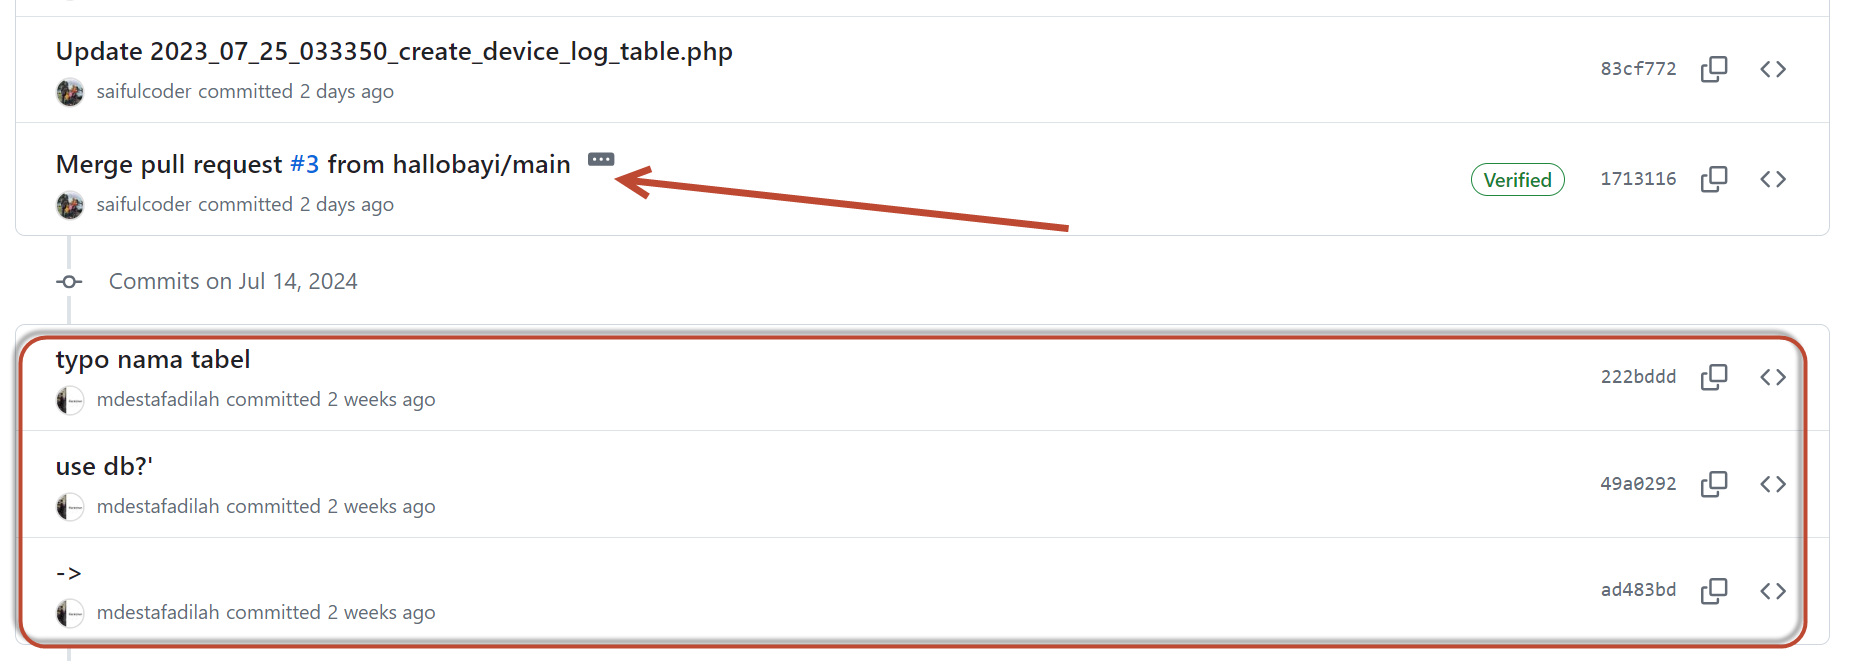 Update 2023_07_25_033350_create_device_log_table.php
83cf772
saifulcoder committed 2 days ago
Merge pull request #3 from hallobayi/main
Verified
1713116
saifulcoder committed 2 days ago
Commits on Jul 14, 2024
typo nama tabel
222bddd
mdestafadilah committed 2 weeks ago
use db?'
49a0292
mdestafadilah committed 2 weeks ago
->
ad483bd
mdestafadilah committed 2 weeks ago